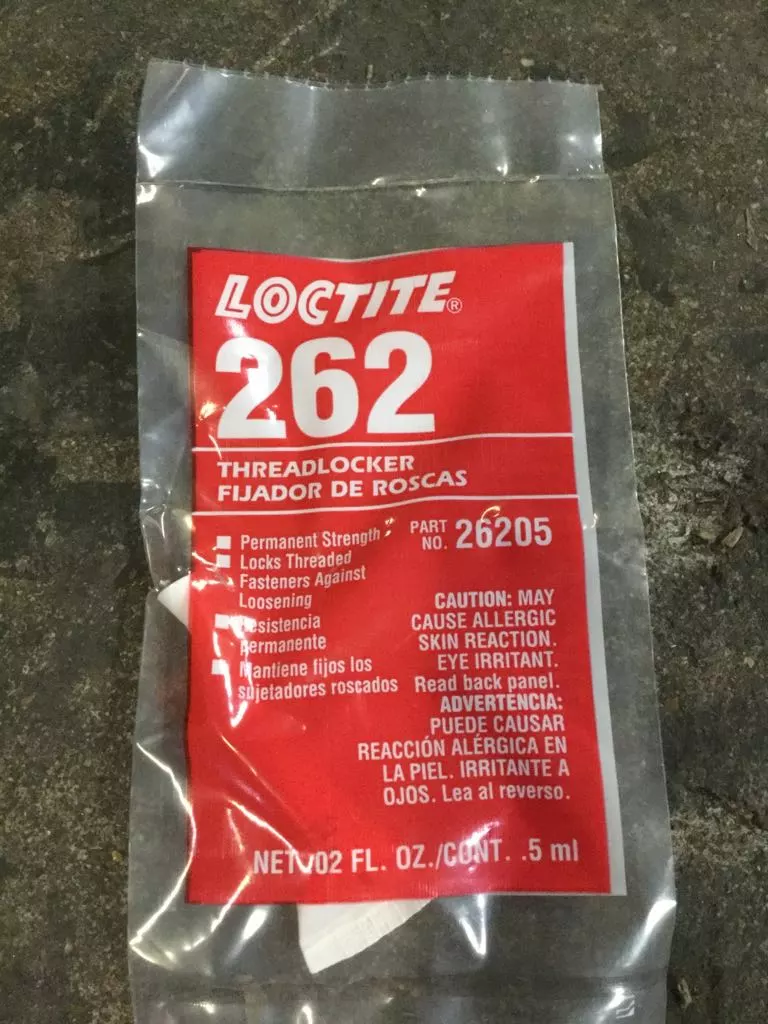 LOCTITE®
262
THREADLOCKER
FIJADOR DE ROSCAS
Permanent Strength
Locks Threaded
Fasteners Against
Loosening
Resistencia
Permanente
Mantiene fijos los
sujetadores roscados
PART
NO. 26205
CAUTION: MAY
CAUSE ALLERGIC
SKIN REACTION.
EYE IRRITANT.
Read back panel.
ADVERTENCIA:
PUEDE CAUSAR
REACCIÓN ALÉRGICA EN
LA PIEL. IRRITANTE A
OJOS. Lea al reverso.
NET .02 FL. OZ./CONT. .5 ml